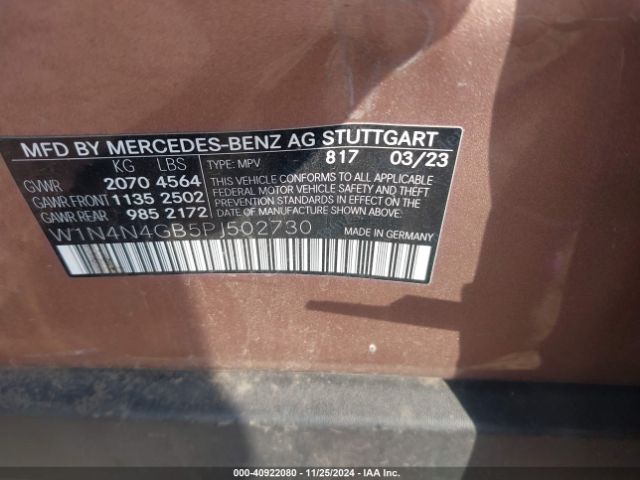 MFD BY MERCEDES-BENZ AG STUTTGART
KG LBS TYPE: MPV 817 03/23
GVWR 2070 4564
GAWR FRONT 1135 2502
GAWR REAR 985 2172
THIS VEHICLE CONFORMS TO ALL APPLICABLE
FEDERAL MOTOR VEHICLE SAFETY AND THEFT
PREVENTION STANDARDS IN EFFECT ON THE
DATE OF MANUFACTURE SHOWN ABOVE.
W1N4N4GB5PJ502730 MADE IN GERMANY
000-40922080 - 11/25/2024 - IAA Inc.